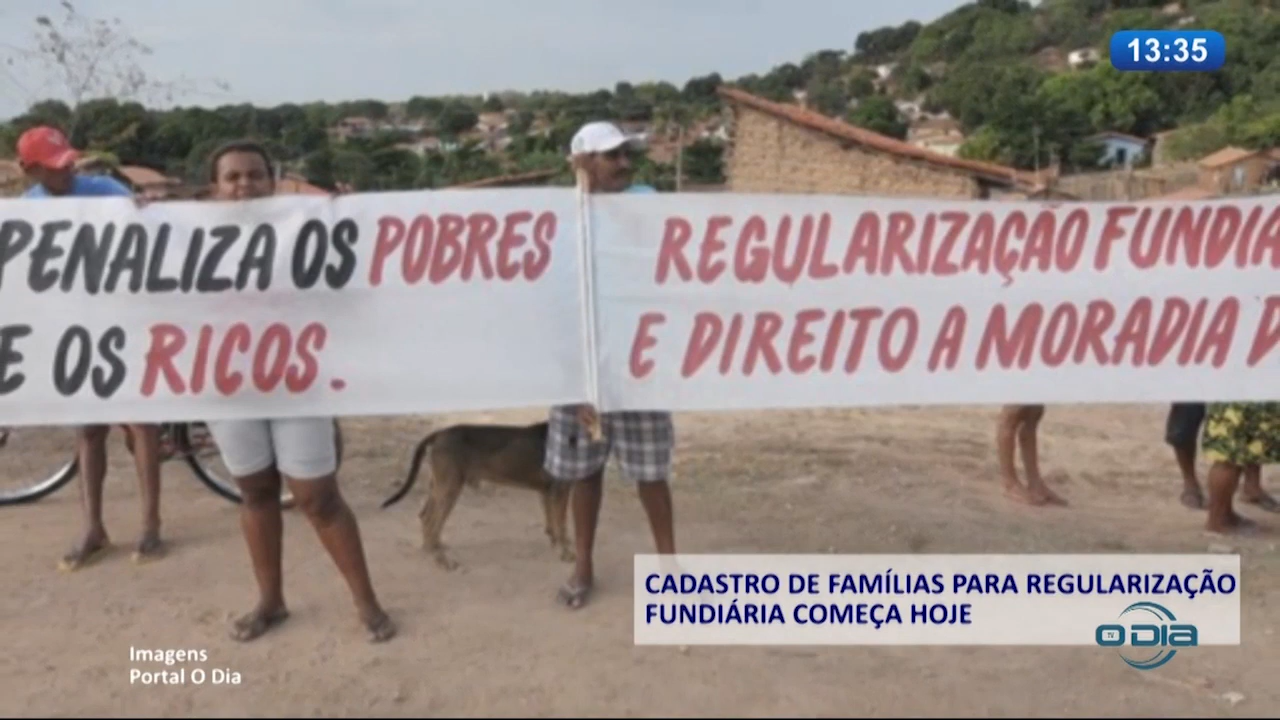 13:35
PENALIZA OS POBRES
E OS RICOS.
REGULARIZAÇÃO FUNDIA
E DIREITO A MORADIA D
CADASTRO DE FAMÍLIAS PARA REGULARIZAÇÃO
FUNDIÁRIA COMEÇA HOJE
TV O DIA
Imagens
Portal O Dia